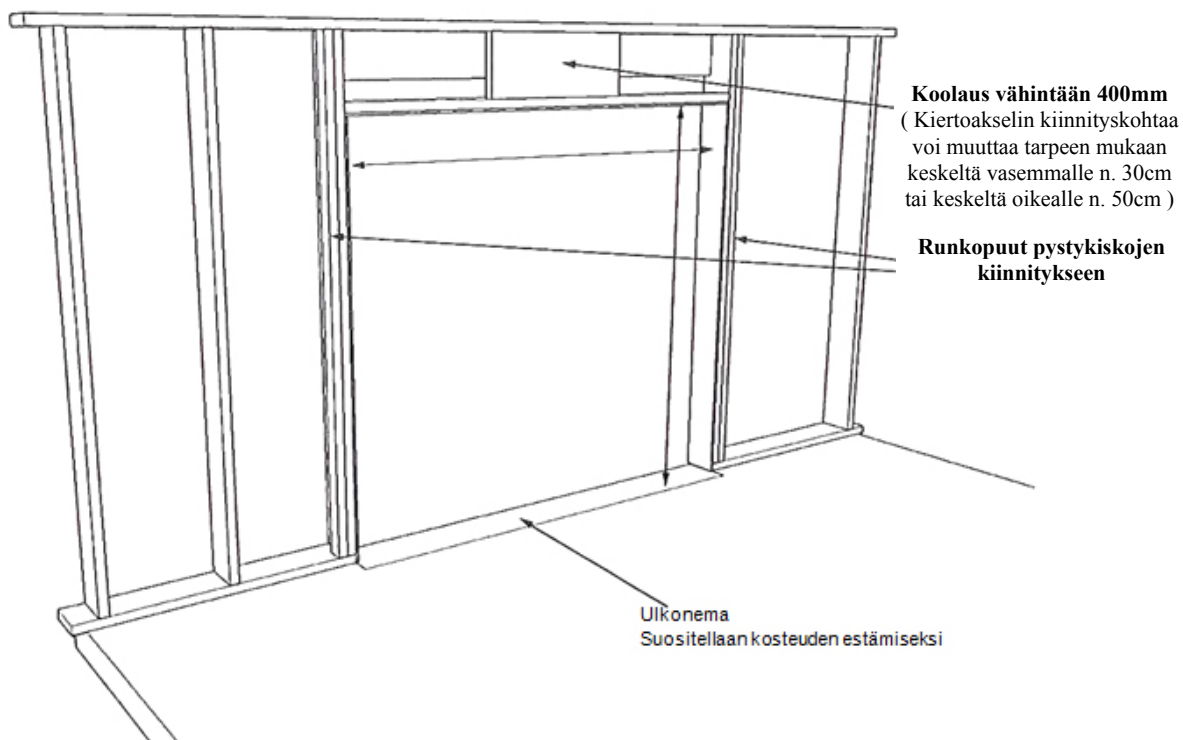 Koolaus vähintään 400mm
( Kiertoakselin kiinnityskohtaa
voi muuttaa tarpeen mukaan
keskeltä vasemmalle n. 30cm
tai keskeltä oikealle n. 50cm )
Runkopuut pystykiskojen
kiinnitykseen
Ulkonema
Suositellaan kosteuden estämiseksi